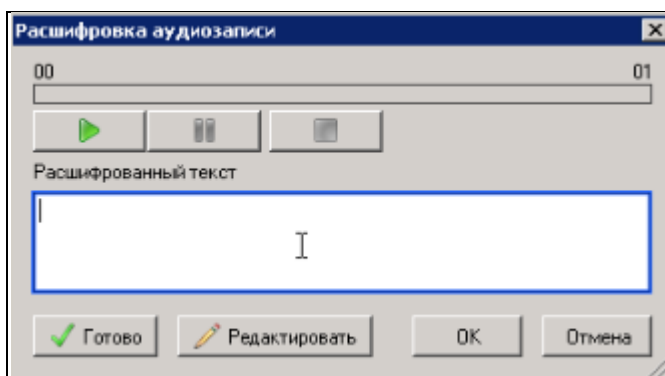 Расшифровка аудиозаписи
00 01
Расшифрованный текст
Готово Редактировать OK Отмена